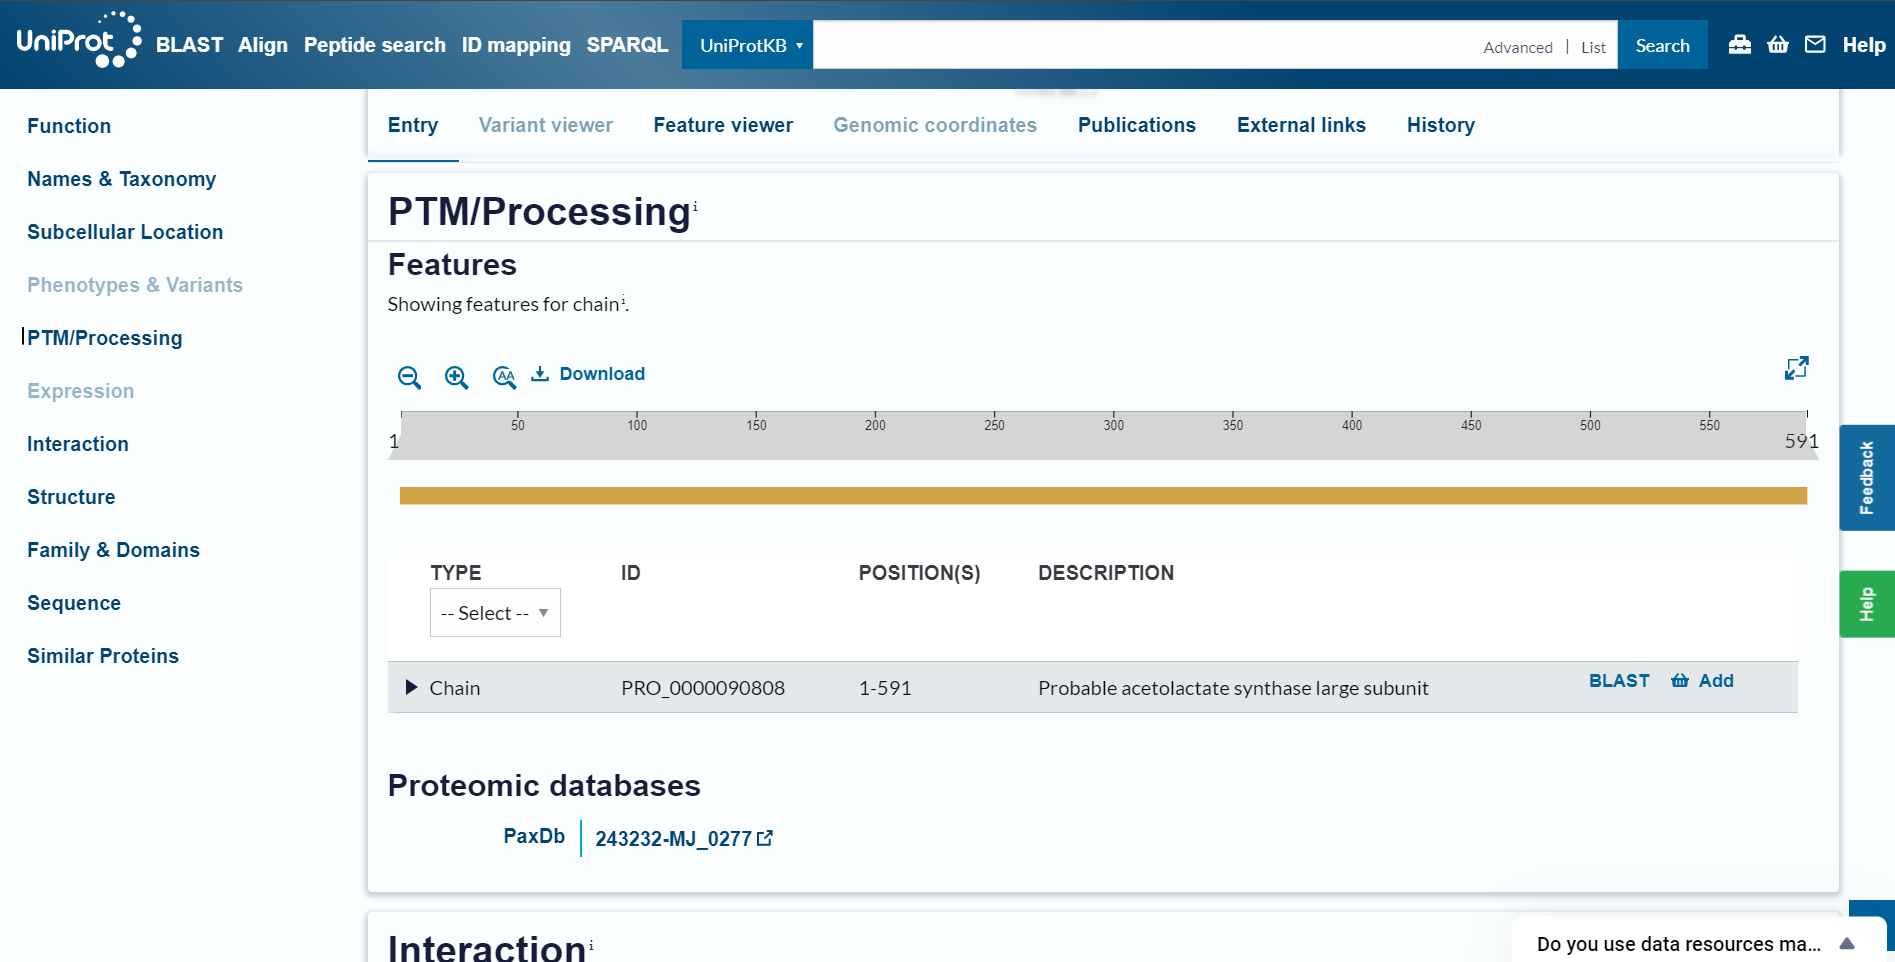 UniProt BLAST Align Peptide search ID mapping SPARQL UniProtKB Advanced | List Search Help
Function
Names & Taxonomy
Subcellular Location
Phenotypes & Variants
PTM/Processing
Expression
Interaction
Structure
Family & Domains
Sequence
Similar Proteins
Entry Variant viewer Feature viewer Genomic coordinates Publications External links History
PTM/Processing i
Features
Showing features for chain i.
AA Download
50 100 150 200 250 300 350 400 450 500 550
1 591
TYPE ID POSITION(S) DESCRIPTION
-- Select --
Chain PRO_0000090808 1-591 Probable acetolactate synthase large subunit BLAST Add
Proteomic databases
PaxDb 243232-MJ_0277
Interaction i
Feedback
Help
Do you use data resources ma...